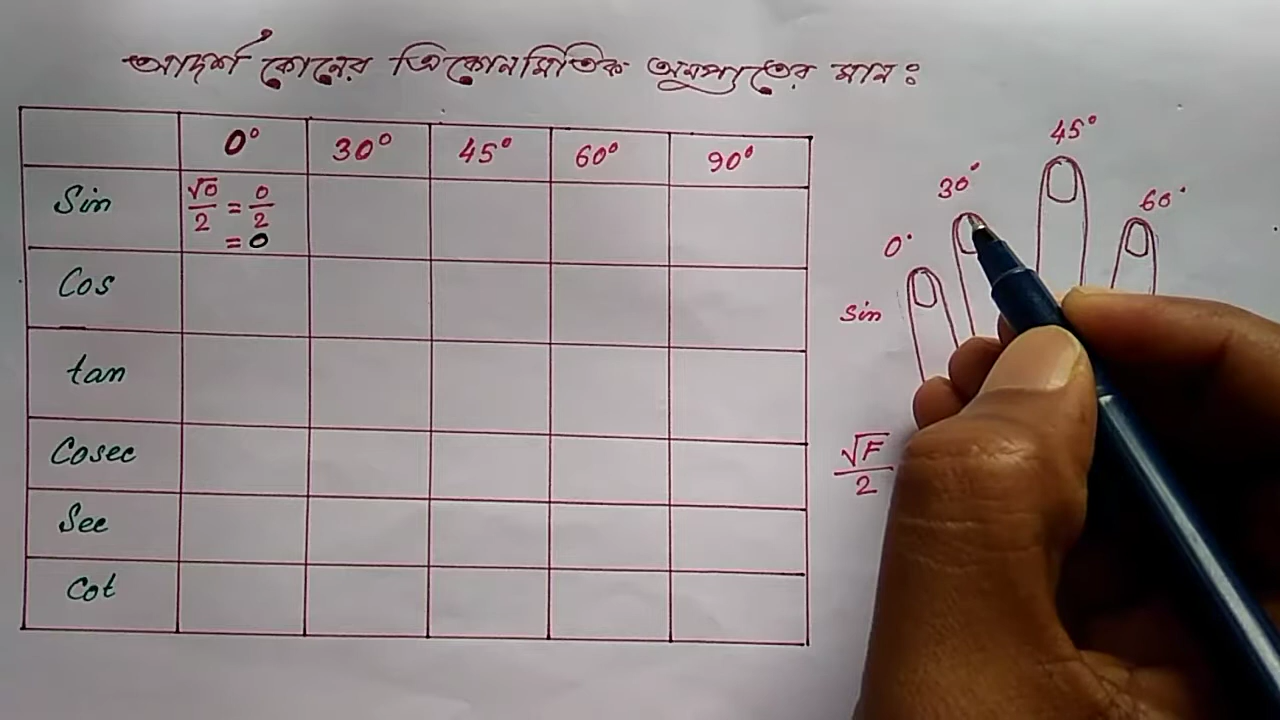 আদর্শ কোনের ত্রিকোনমিতিক অনুপাতের মান:
0° 30° 45° 60° 90°
Sin √0/2 = 0/2
= 0
Cos
tan
Cosec
Sec
Cot
45°
30°
60°
0°
Sin
√F/2